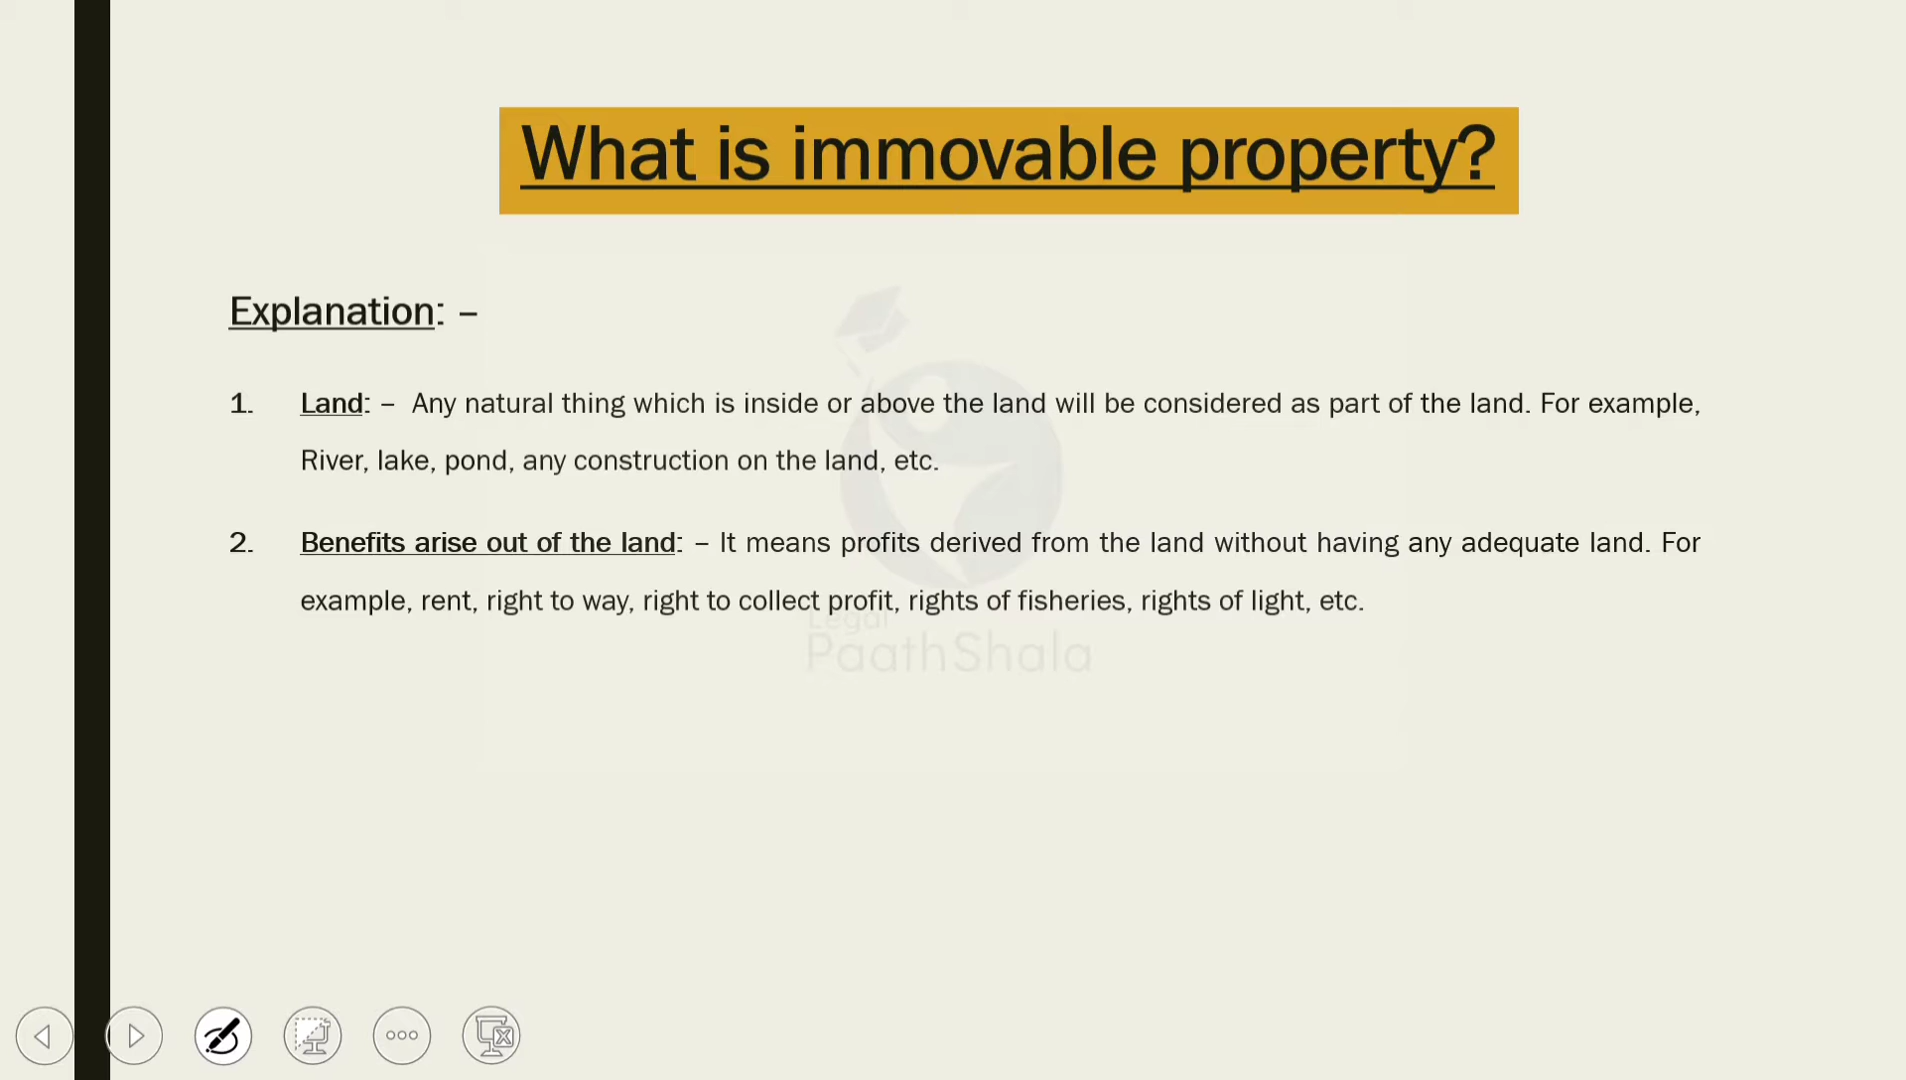 What is immovable property?
Explanation: –
1. Land: – Any natural thing which is inside or above the land will be considered as part of the land. For example,
River, lake, pond, any construction on the land, etc.
2. Benefits arise out of the land: – It means profits derived from the land without having any adequate land. For
example, rent, right to way, right to collect profit, rights of fisheries, rights of light, etc.
Legal
PaathShala